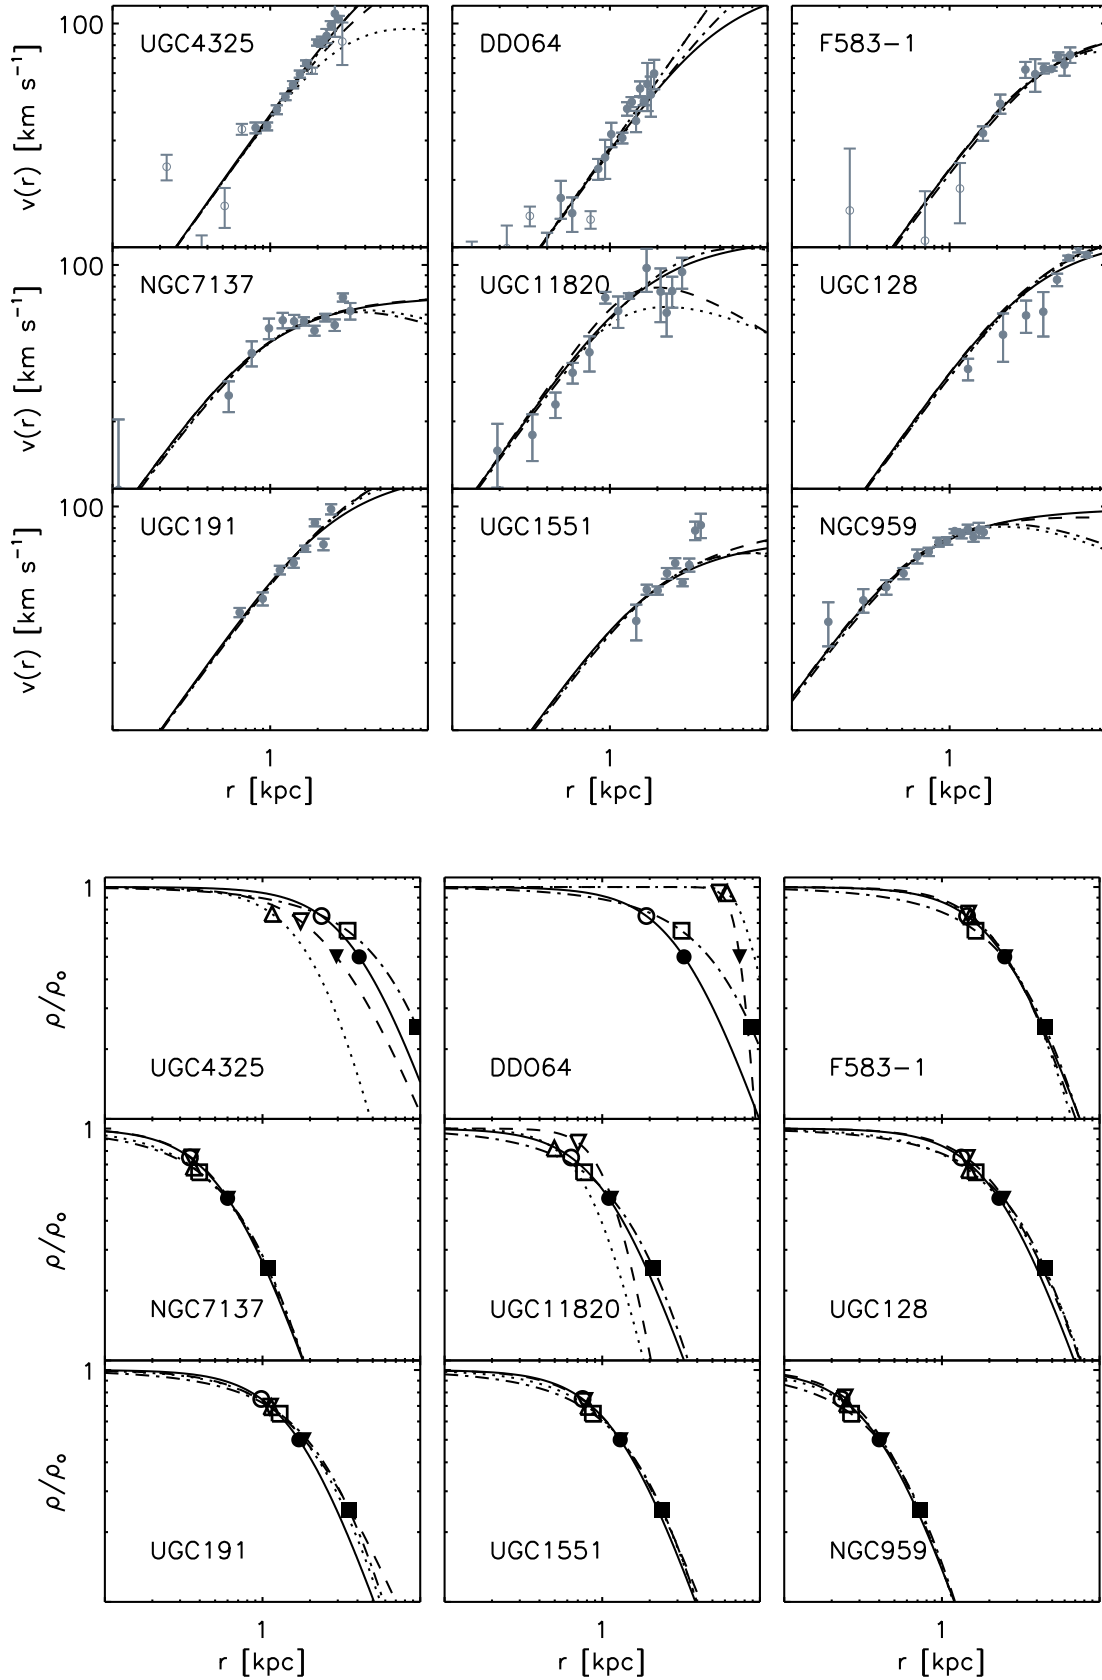 100
v(r) [km s⁻¹]
UGC4325
DDO64
F583-1
100
v(r) [km s⁻¹]
NGC7137
UGC11820
UGC128
100
v(r) [km s⁻¹]
UGC191
UGC1551
NGC959
1
1
1
r [kpc]
r [kpc]
r [kpc]
1
ρ/ρ₀
UGC4325
DDO64
F583-1
1
ρ/ρ₀
NGC7137
UGC11820
UGC128
1
ρ/ρ₀
UGC191
UGC1551
NGC959
1
1
1
r [kpc]
r [kpc]
r [kpc]